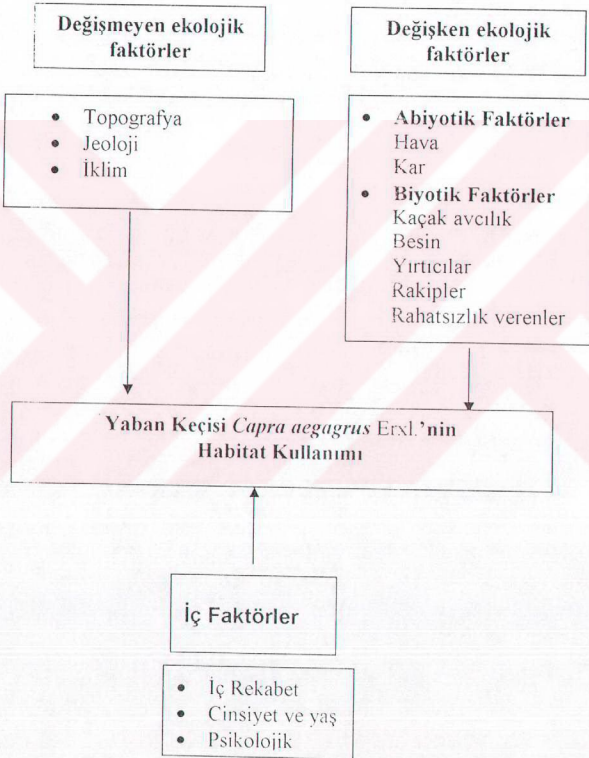 Değişmeyen ekolojik
faktörler
Değişken ekolojik
faktörler
• Topografya
• Jeoloji
• İklim
• Abiyotik Faktörler
Hava
Kar
• Biyotik Faktörler
Kaçak avcılık
Besin
Yırtıcılar
Rakipler
Rahatsızlık verenler
Yaban Keçisi Capra aegagrus Erxl.'nin
Habitat Kullanımı
İç Faktörler
• İç Rekabet
• Cinsiyet ve yaş
• Psikolojik